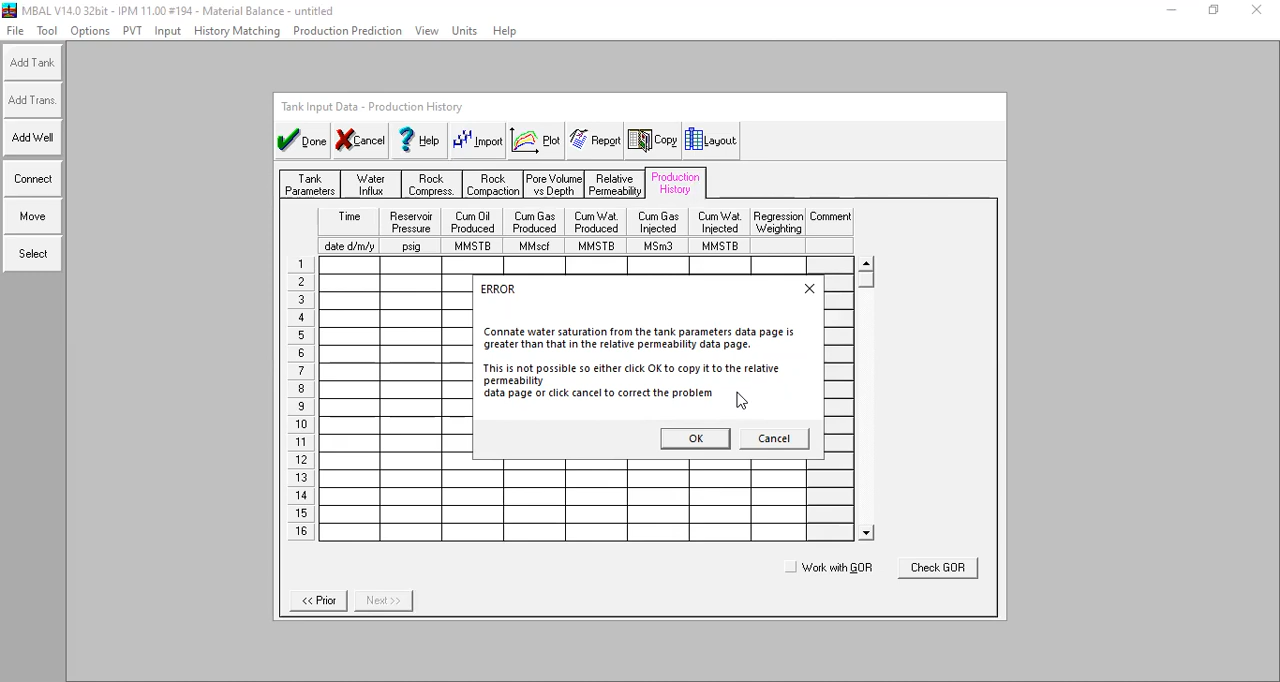 MBAL V14.0 32bit - IPM 11.00 #194 - Material Balance - untitled
File Tool Options PVT Input History Matching Production Prediction View Units Help
Add Tank
Add Trans.
Add Well
Connect
Move
Select
Tank Input Data - Production History
Done Cancel Help Import Plot Report Copy Layout
Tank Parameters
Water Influx
Rock Compress.
Rock Compaction
Pore Volume vs Depth
Relative Permeability
Production History
Time
Reservoir Pressure
Cum Oil Produced
Cum Gas Produced
Cum Wat. Produced
Cum Gas Injected
Cum Wat. Injected
Regression Weighting
Comment
date d/m/y psig MMSTB MMscf MMSTB MSm3 MMSTB
1
2
3
4
5
6
7
8
9
10
11
12
13
14
15
16
ERROR
Connate water saturation from the tank parameters data page is
greater than that in the relative permeability data page.
This is not possible so either click OK to copy it to the relative
permeability
data page or click cancel to correct the problem
OK Cancel
Work with GOR Check GOR
<< Prior Next >>